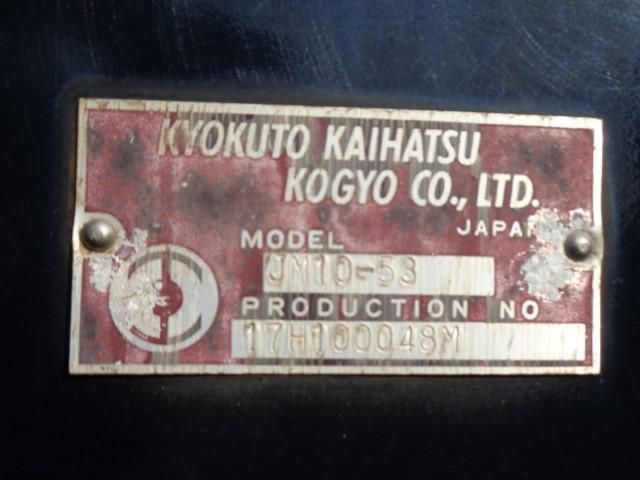 KYOKUTO KAIHATSU
KOGYO CO., LTD.
JAPAN
MODEL
JM10-53
PRODUCTION NO
17H100048M